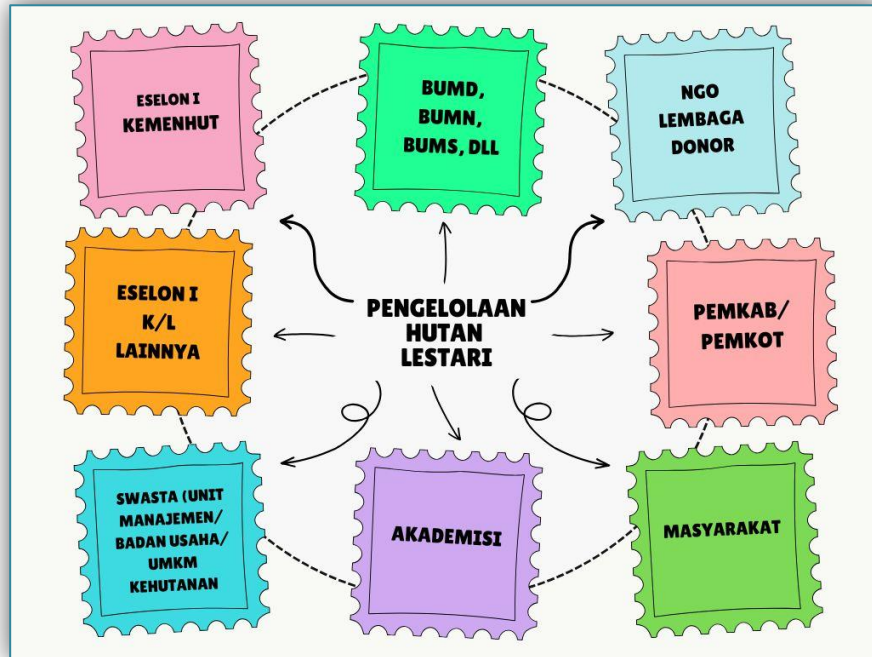 ESELON I
KEMENHUT
BUMD,
BUMN,
BUMS, DLL
NGO
LEMBAGA
DONOR
ESELON I
K/L
LAINNYA
PENGELOLAAN
HUTAN
LESTARI
PEMKAB/
PEMKOT
SWASTA (UNIT
MANAJEMEN/
BADAN USAHA/
UMKM
KEHUTANAN
AKADEMISI
MASYARAKAT